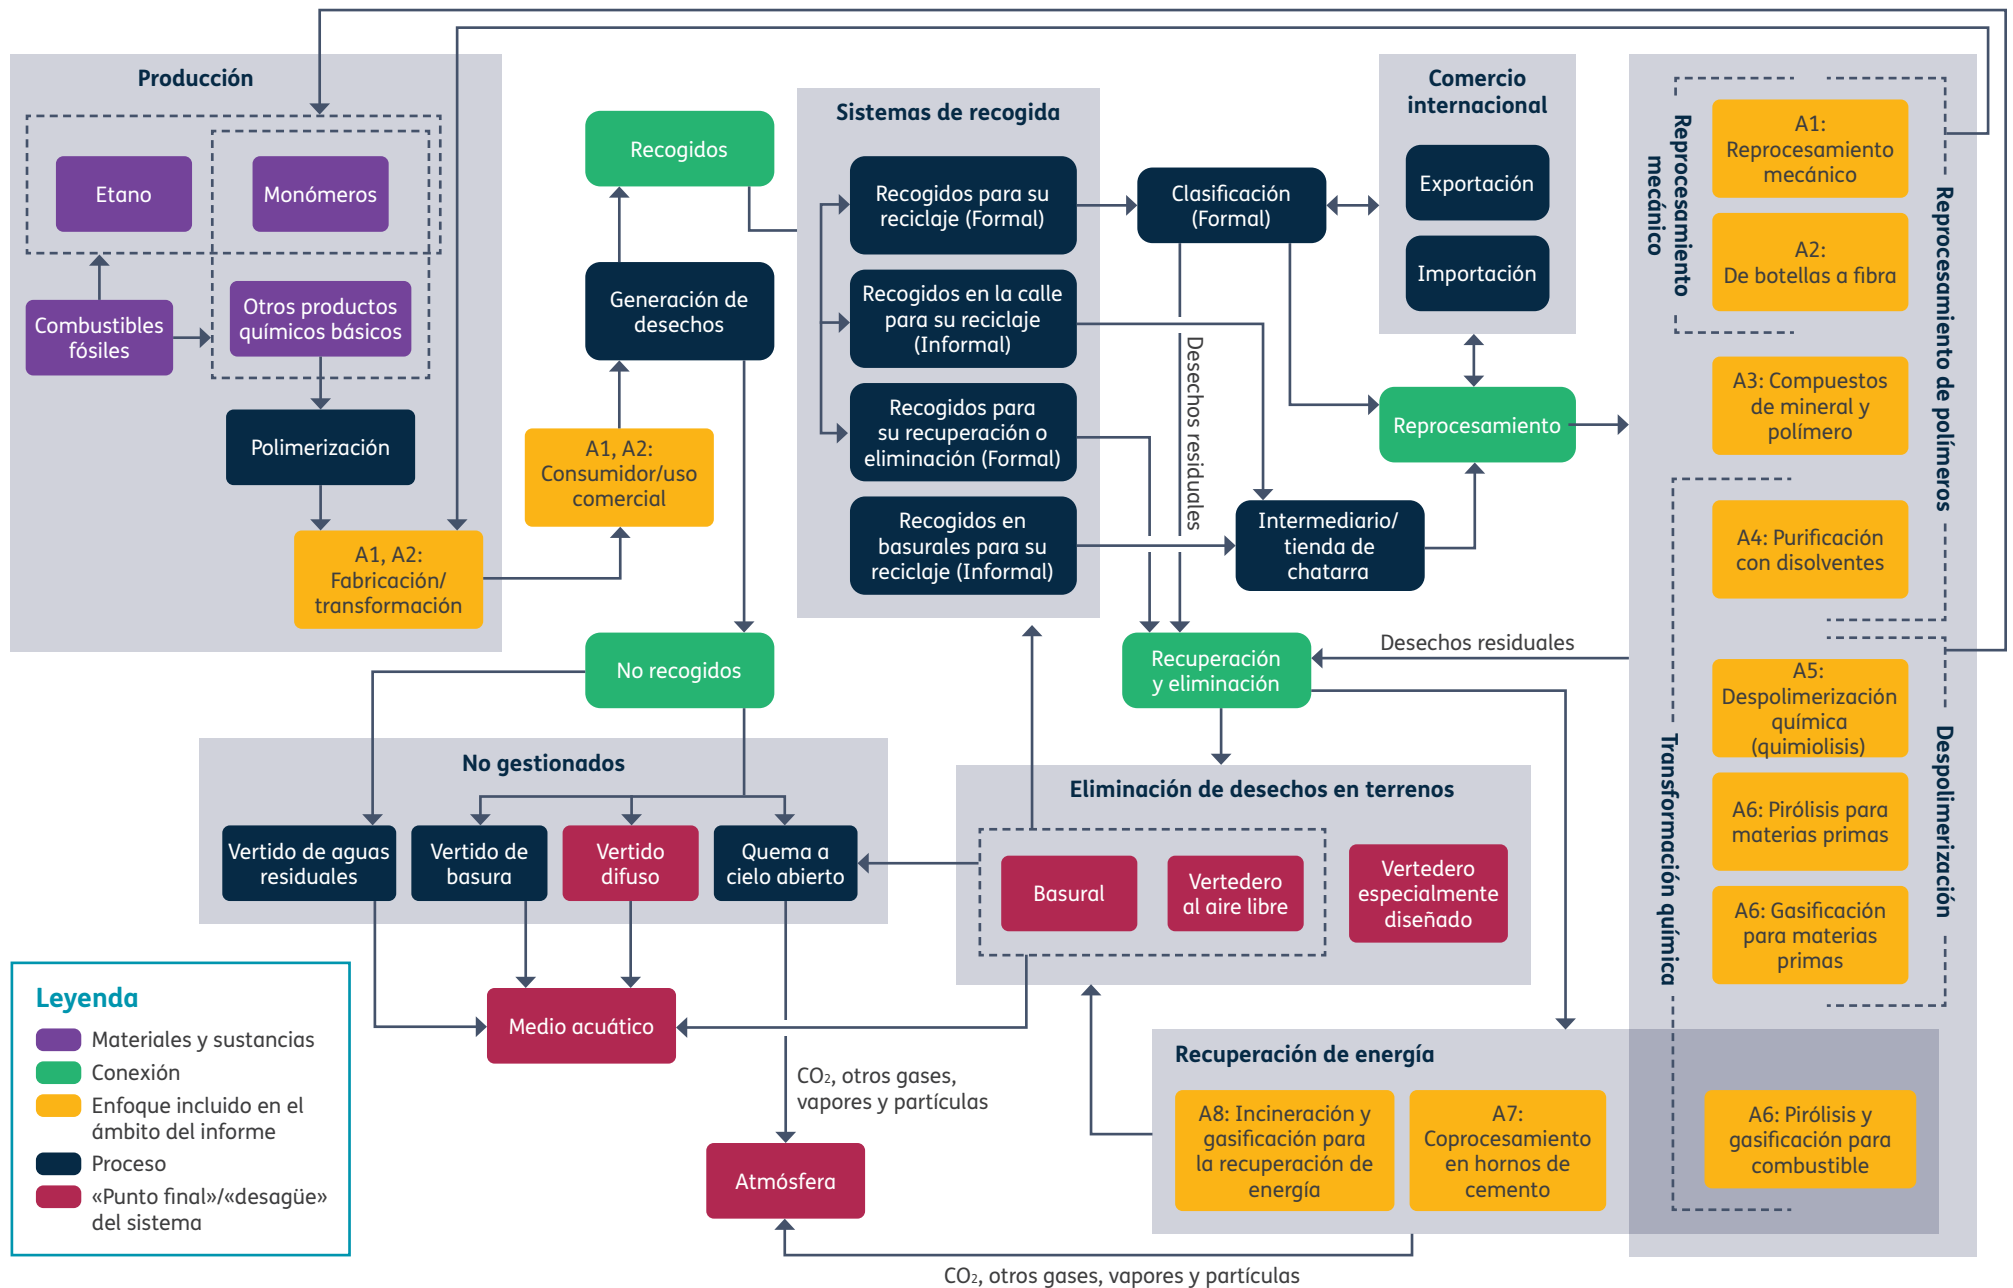 Producción
Etano
Monómeros
Combustibles
fósiles
Otros productos
químicos básicos
Polimerización
A1, A2:
Fabricación/
transformación
Recogidos
Generación de
desechos
A1, A2:
Consumidor/uso
comercial
No recogidos
Sistemas de recogida
Recogidos para su
reciclaje (Formal)
Recogidos en la calle
para su reciclaje
(Informal)
Recogidos para
su recuperación o
eliminación (Formal)
Recogidos en
basurales para su
reciclaje (Informal)
Clasificación
(Formal)
Desechos residuales
Intermediario/
tienda de
chatarra
Comercio
internacional
Exportación
Importación
Reprocesamiento
Recuperación
y eliminación
Desechos residuales
Reprocesamiento
mecánico
A1:
Reprocesamiento
mecánico
A2:
De botellas a fibra
A3: Compuestos
de mineral y
polímero
A4: Purificación
con disolventes
Reprocesamiento de polímeros
A5:
Despolimerización
química
(quimiolisis)
A6: Pirólisis para
materias primas
A6: Gasificación
para materias
primas
Despolimerización
Transformación química
No gestionados
Vertido de aguas
residuales
Vertido de
basura
Vertido
difuso
Quema a
cielo abierto
Eliminación de desechos en terrenos
Basural
Vertedero
al aire libre
Vertedero
especialmente
diseñado
Medio acuático
CO₂, otros gases,
vapores y partículas
Atmósfera
Recuperación de energía
A8: Incineración y
gasificación para
la recuperación de
energía
A7:
Coprocesamiento
en hornos de
cemento
A6: Pirólisis y
gasificación para
combustible
CO₂, otros gases, vapores y partículas
Leyenda
Materiales y sustancias
Conexión
Enfoque incluido en el
ámbito del informe
Proceso
«Punto final»/«desagüe»
del sistema